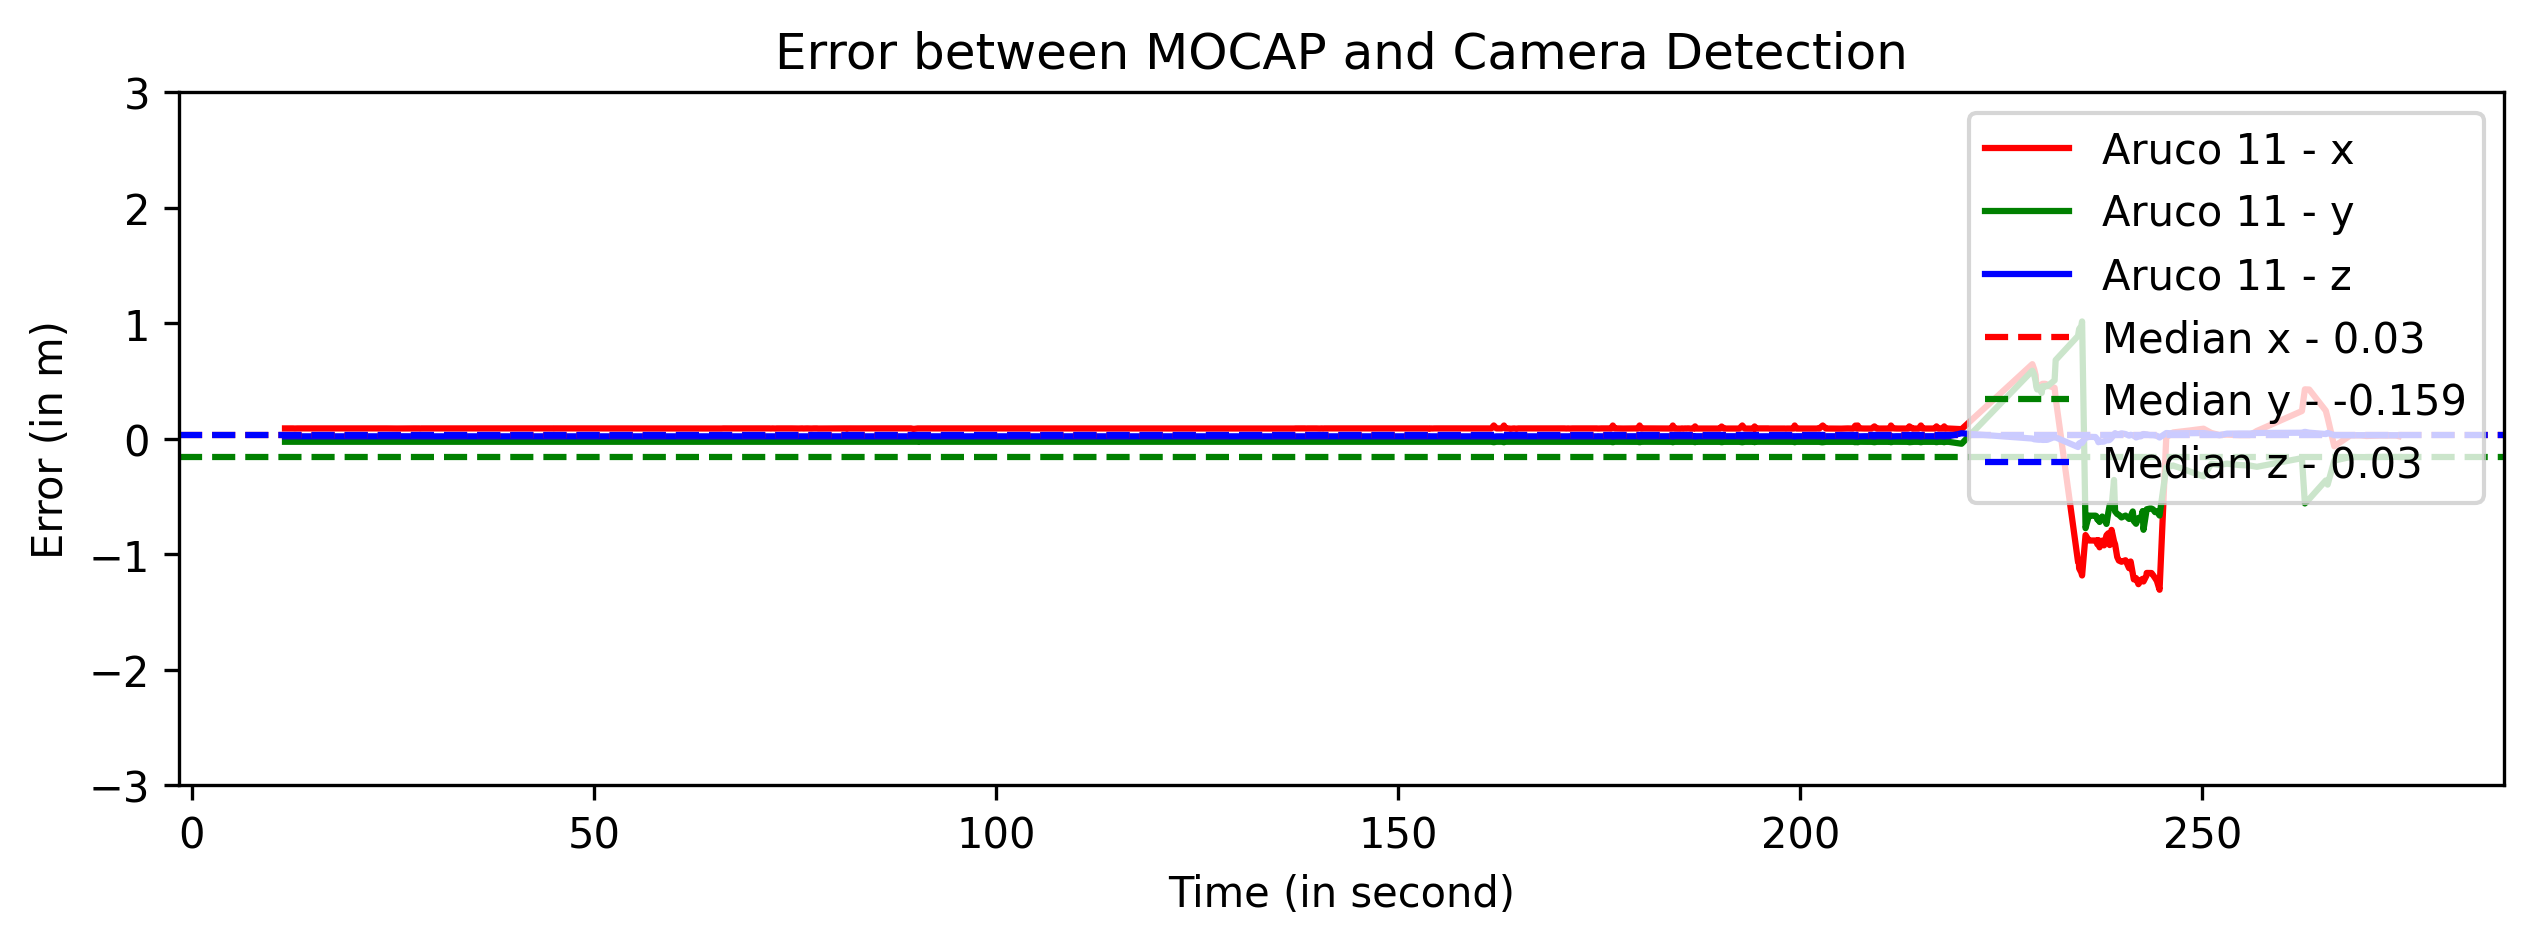 Error between MOCAP and Camera Detection
3
2
1
0
−1
−2
−3
Error (in m)
Aruco 11 - x
Aruco 11 - y
Aruco 11 - z
Median x - 0.03
Median y - -0.159
Median z - 0.03
0 50 100 150 200 250
Time (in second)